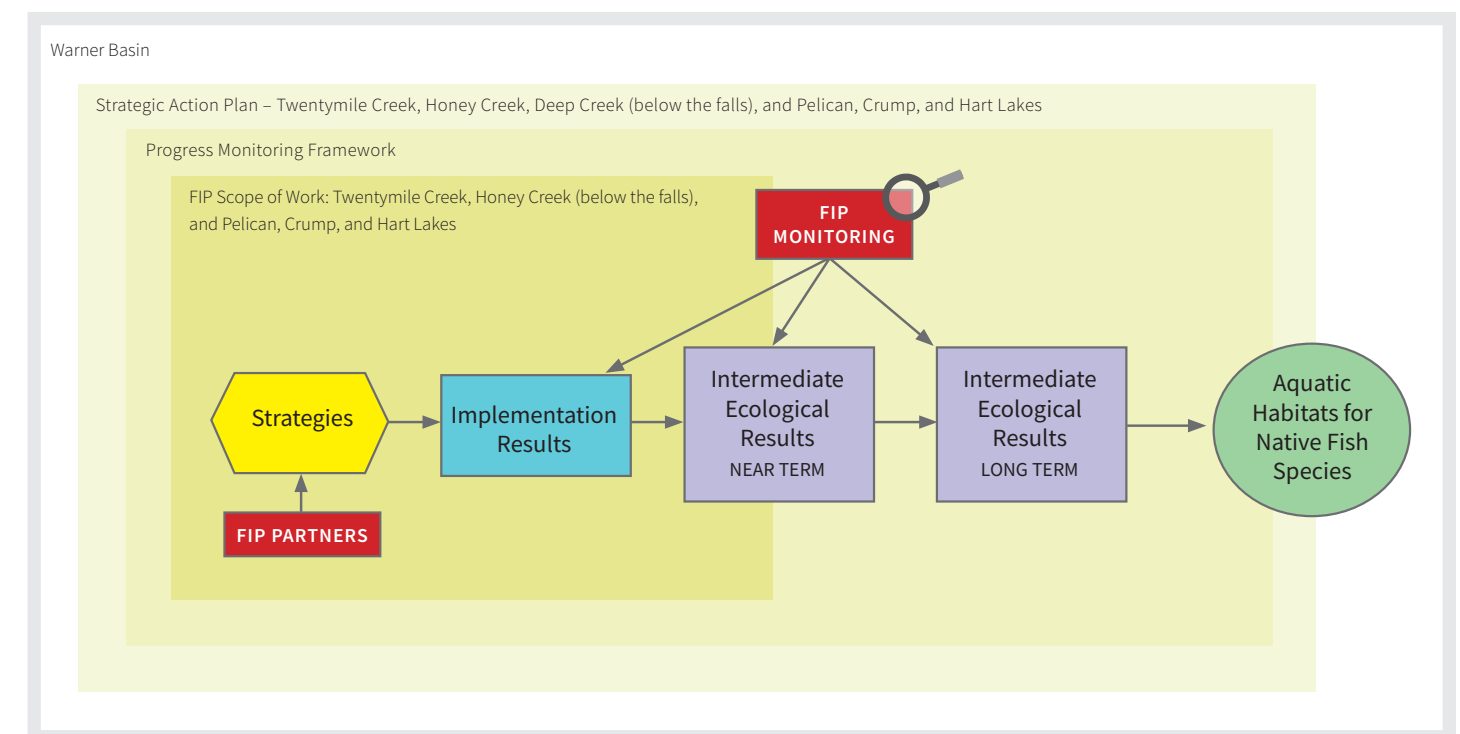 Warner Basin
Strategic Action Plan – Twentymile Creek, Honey Creek, Deep Creek (below the falls), and Pelican, Crump, and Hart Lakes
Progress Monitoring Framework
FIP Scope of Work: Twentymile Creek, Honey Creek (below the falls),
and Pelican, Crump, and Hart Lakes
FIP
MONITORING
Strategies
FIP PARTNERS
Implementation
Results
Intermediate
Ecological
Results
NEAR TERM
Intermediate
Ecological
Results
LONG TERM
Aquatic
Habitats for
Native Fish
Species